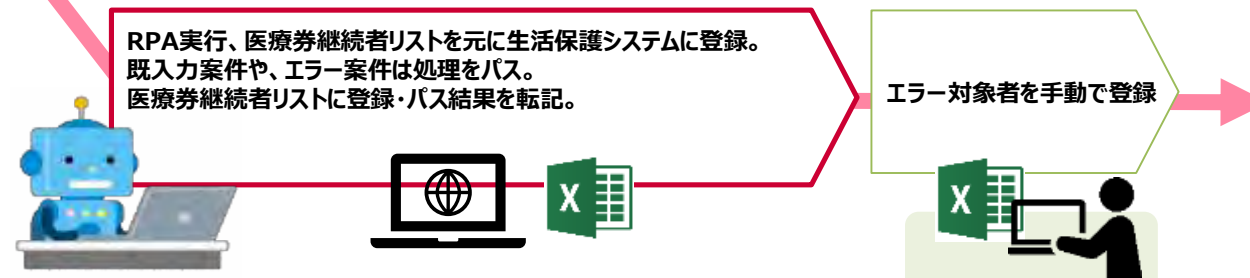 RPA実行、医療券継続者リストを元に生活保護システムに登録。
既入力案件や、エラー案件は処理をパス。
医療券継続者リストに登録・パス結果を転記。
エラー対象者を手動で登録
X
X